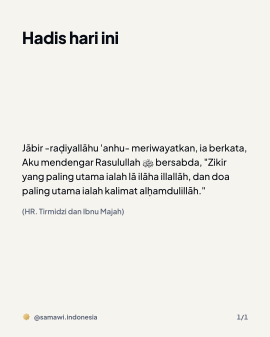 Hadis hari ini
Jābir -raḍiyallāhu 'anhu- meriwayatkan, ia berkata,
Aku mendengar Rasulullah ﷺ bersabda, "Zikir
yang paling utama ialah lā ilāha illallāh, dan doa
paling utama ialah kalimat alḥamdulillāh."
(HR. Tirmidzi dan Ibnu Majah)
@samawi.indonesia
1/1